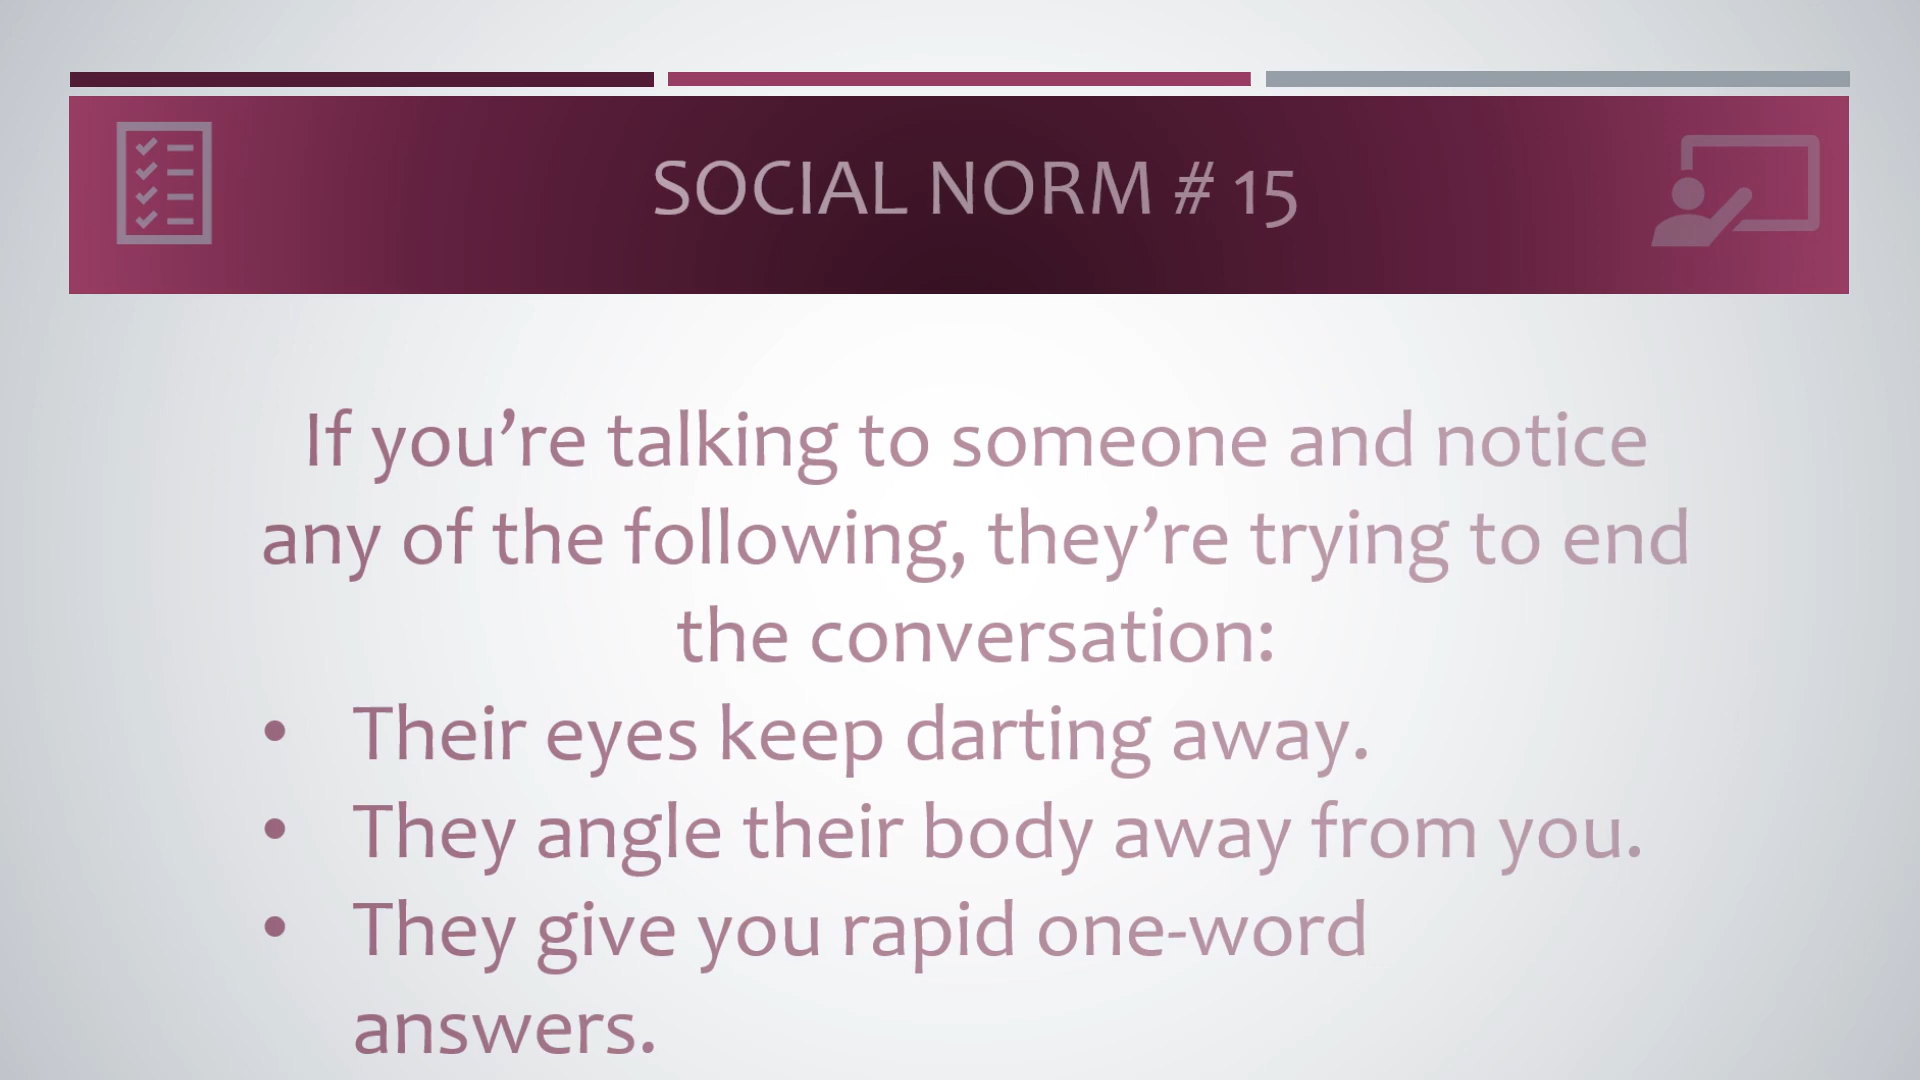 SOCIAL NORM # 15
If you’re talking to someone and notice
any of the following, they’re trying to end
the conversation:
• Their eyes keep darting away.
• They angle their body away from you.
• They give you rapid one-word
answers.